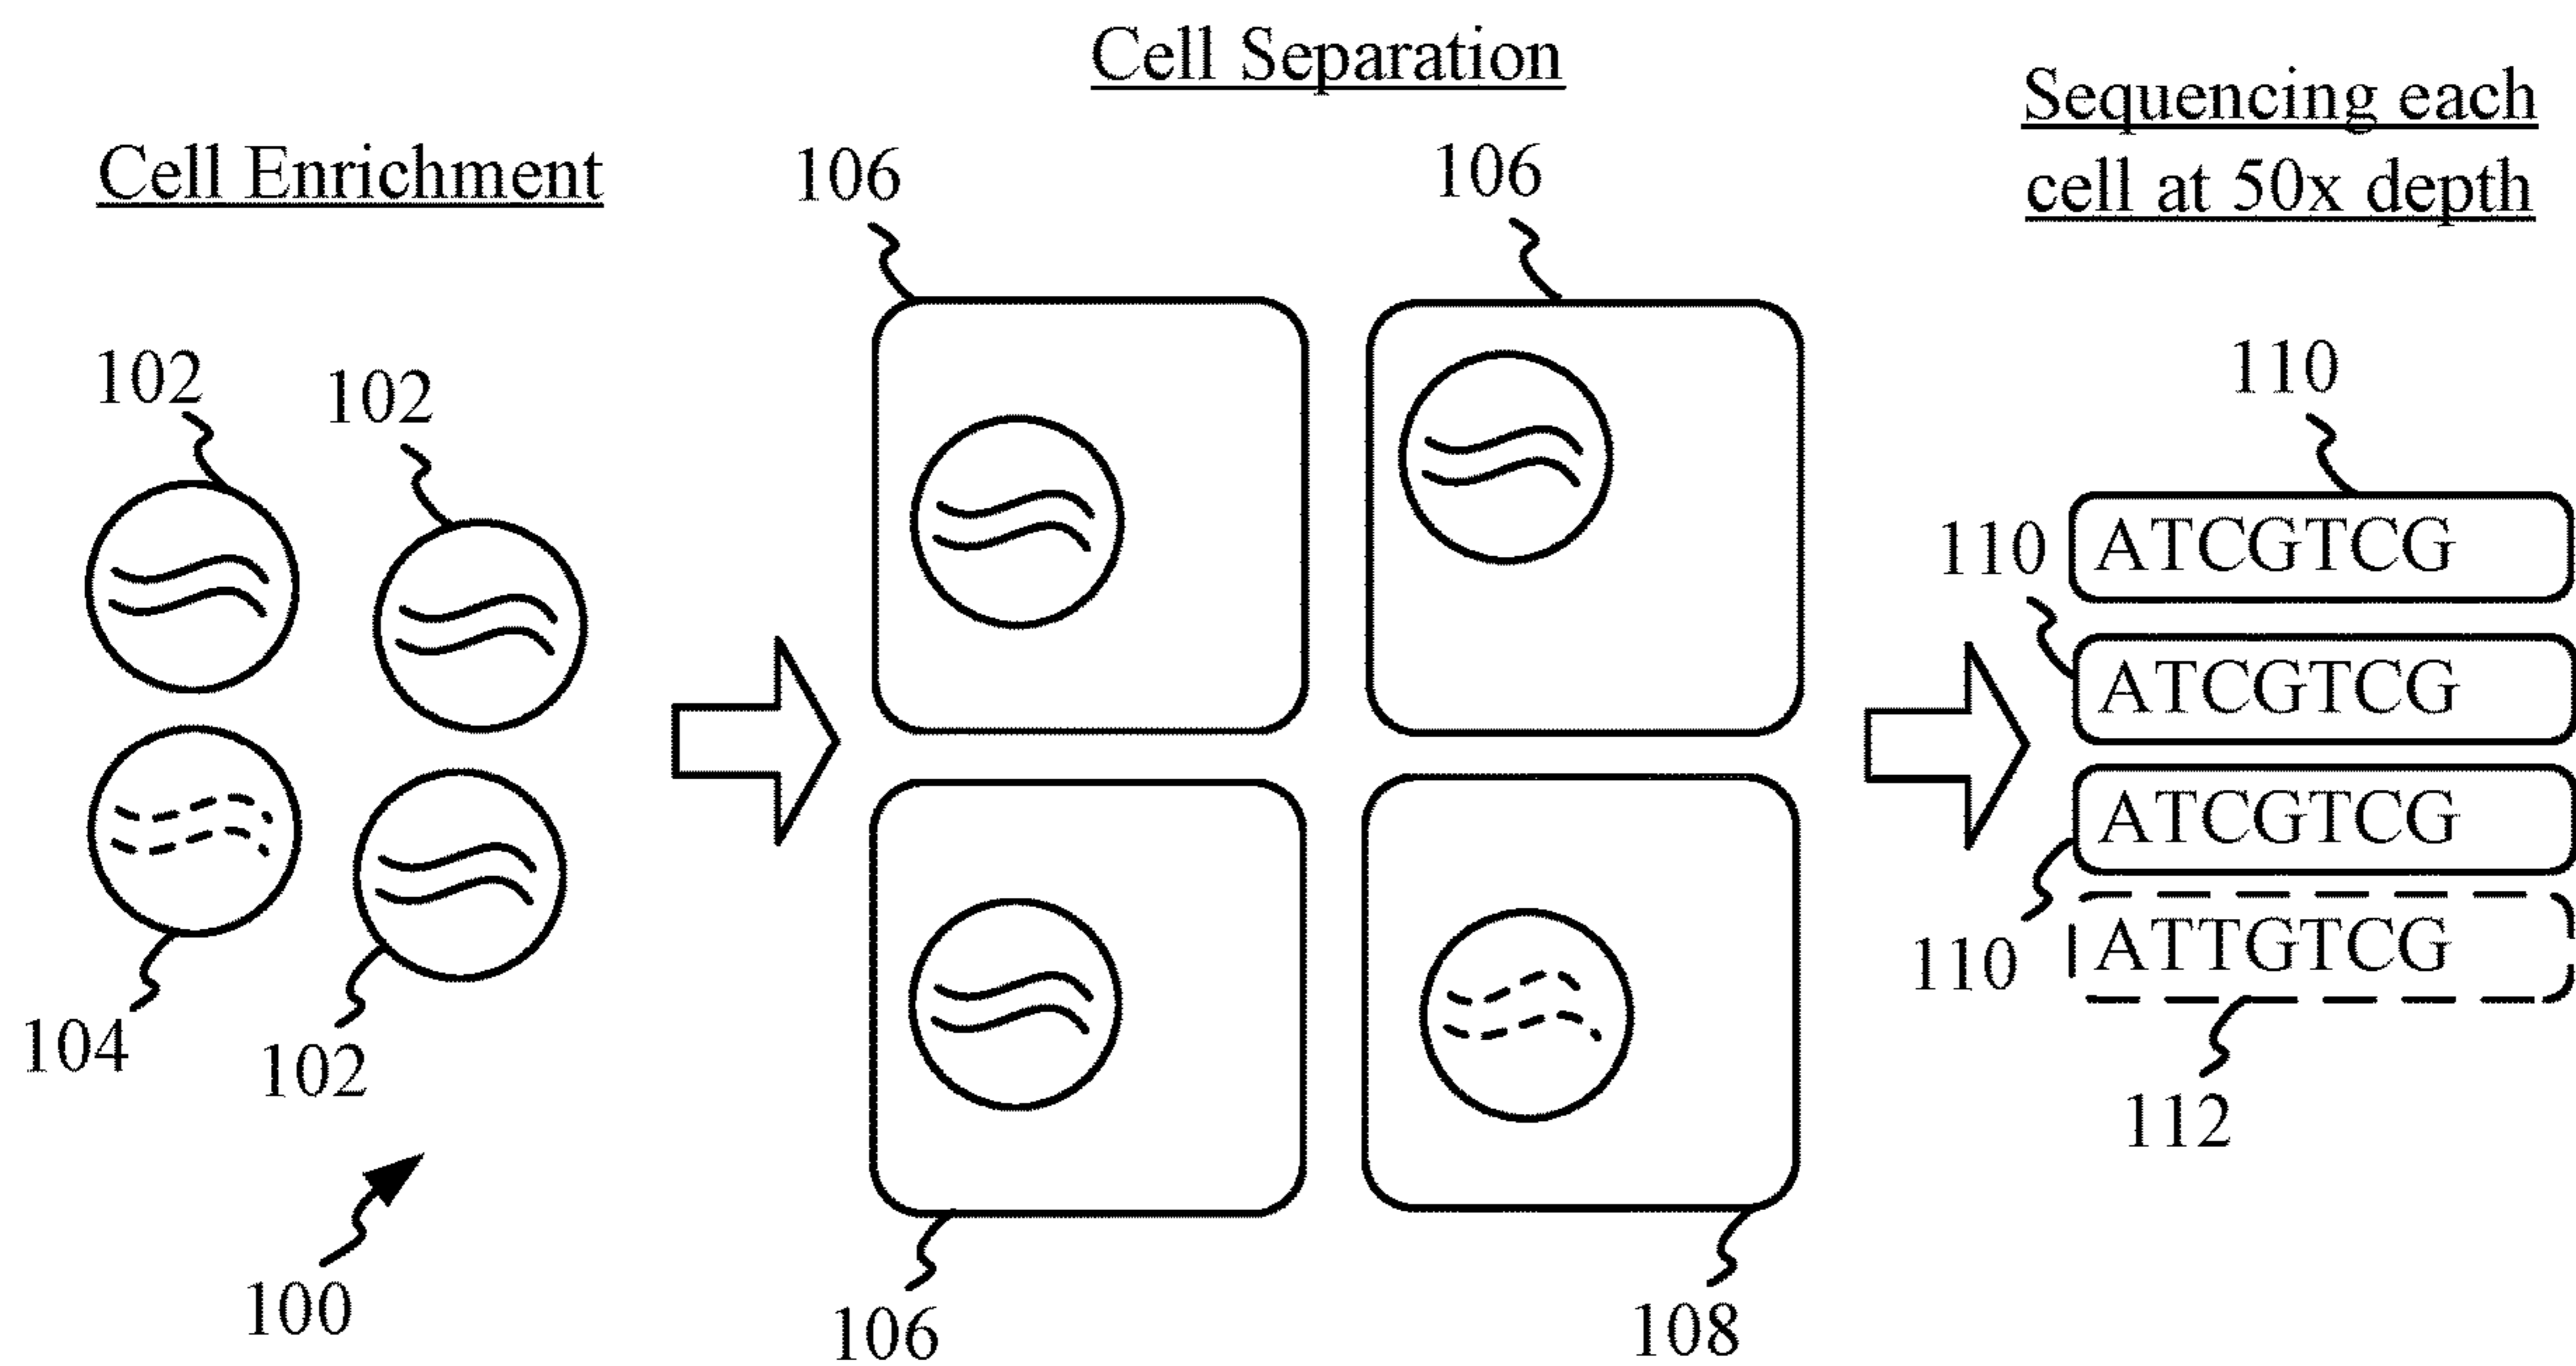 Cell Enrichment
102
102
104
102
100
Cell Separation
106
106
106
108
Sequencing each
cell at 50x depth
110
110
ATCGTCG
ATCGTCG
ATCGTCG
110
ATTGTCG
112